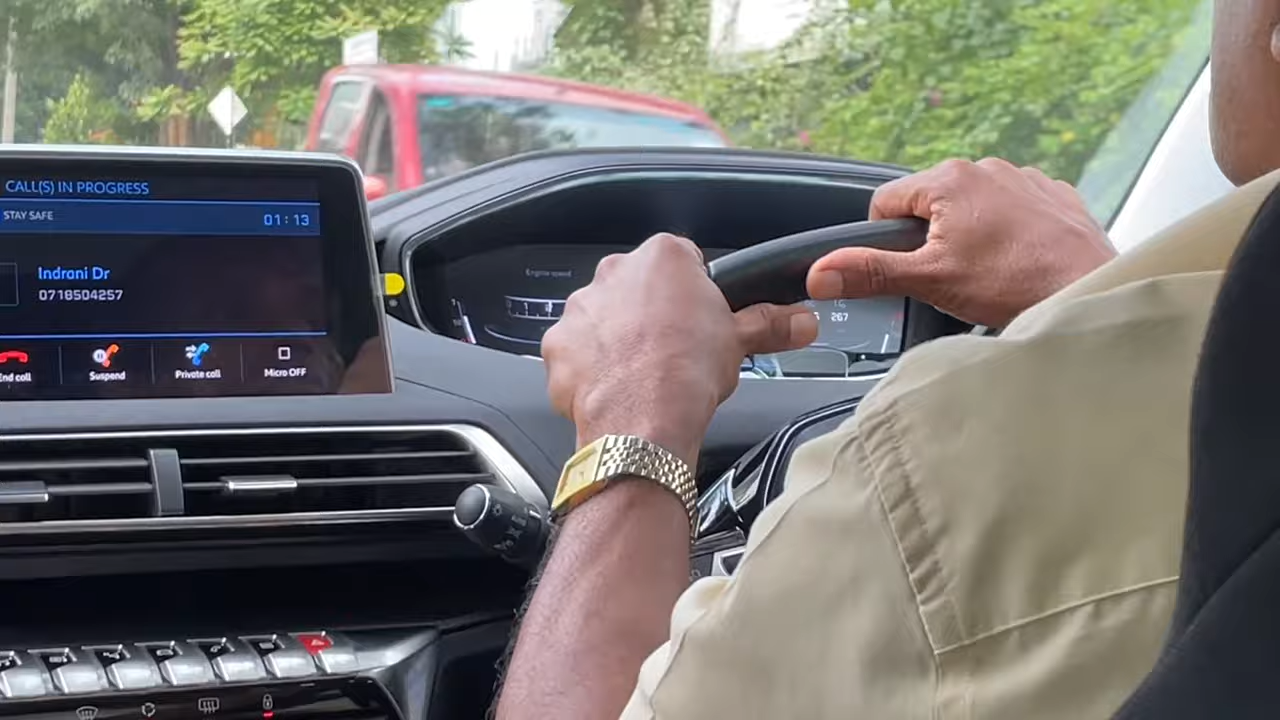 CALL(S) IN PROGRESS
STAY SAFE
01:13
Indrani Dr
0718504257
End call
Suspend
Private call
Micro OFF
Engine speed
267